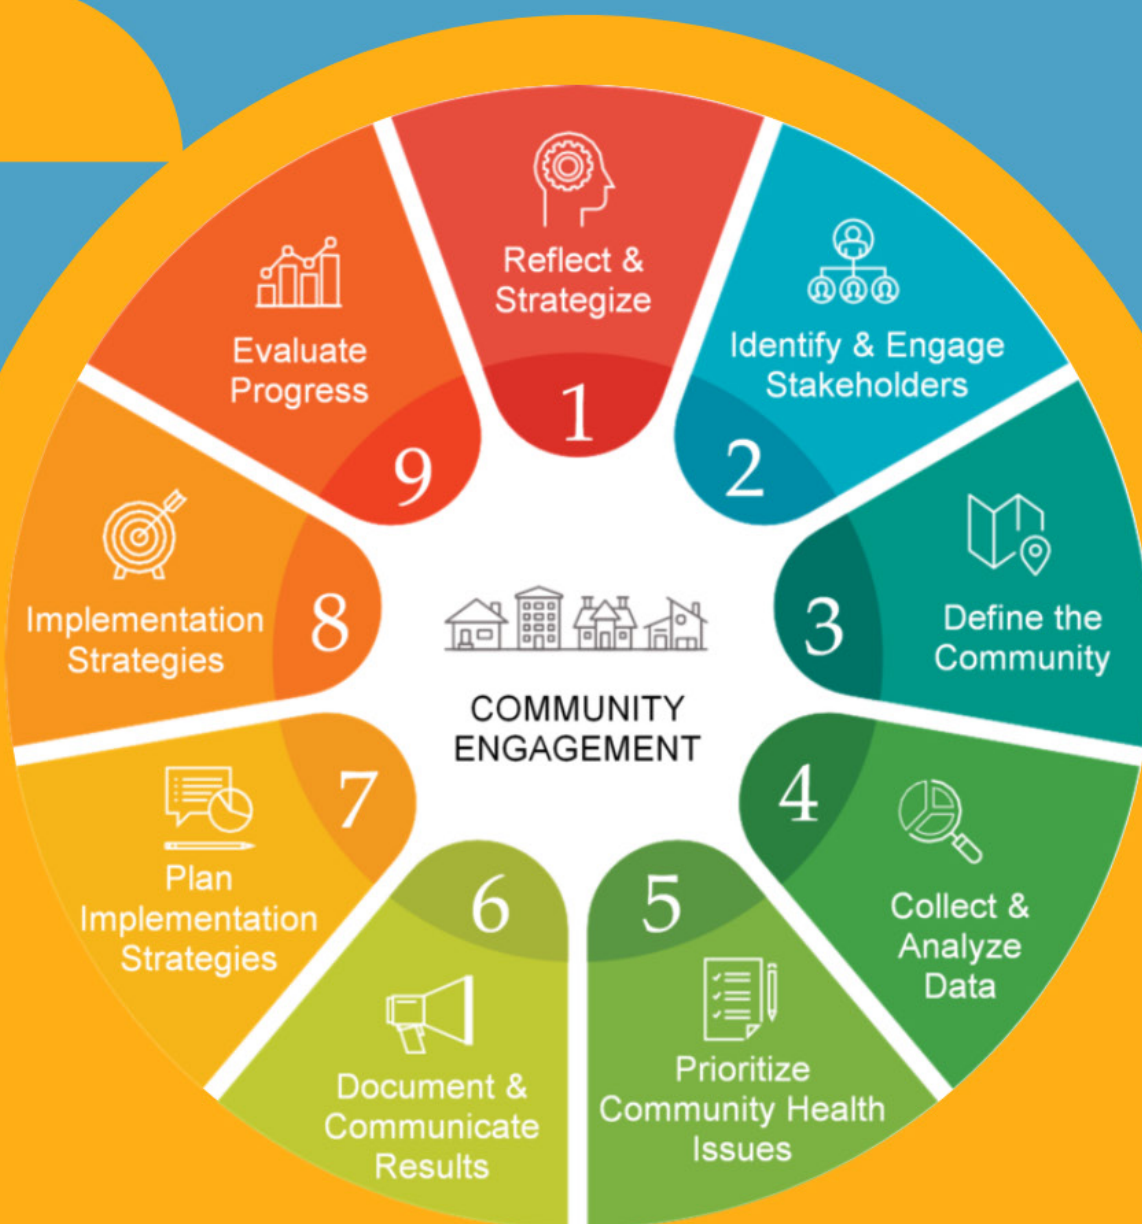 Reflect &
Strategize
1
Identify & Engage
Stakeholders
2
Define the
Community
3
Collect &
Analyze
Data
4
Prioritize
Community Health
Issues
5
Document &
Communicate
Results
6
Plan
Implementation
Strategies
7
Implementation
Strategies
8
Evaluate
Progress
9
COMMUNITY
ENGAGEMENT